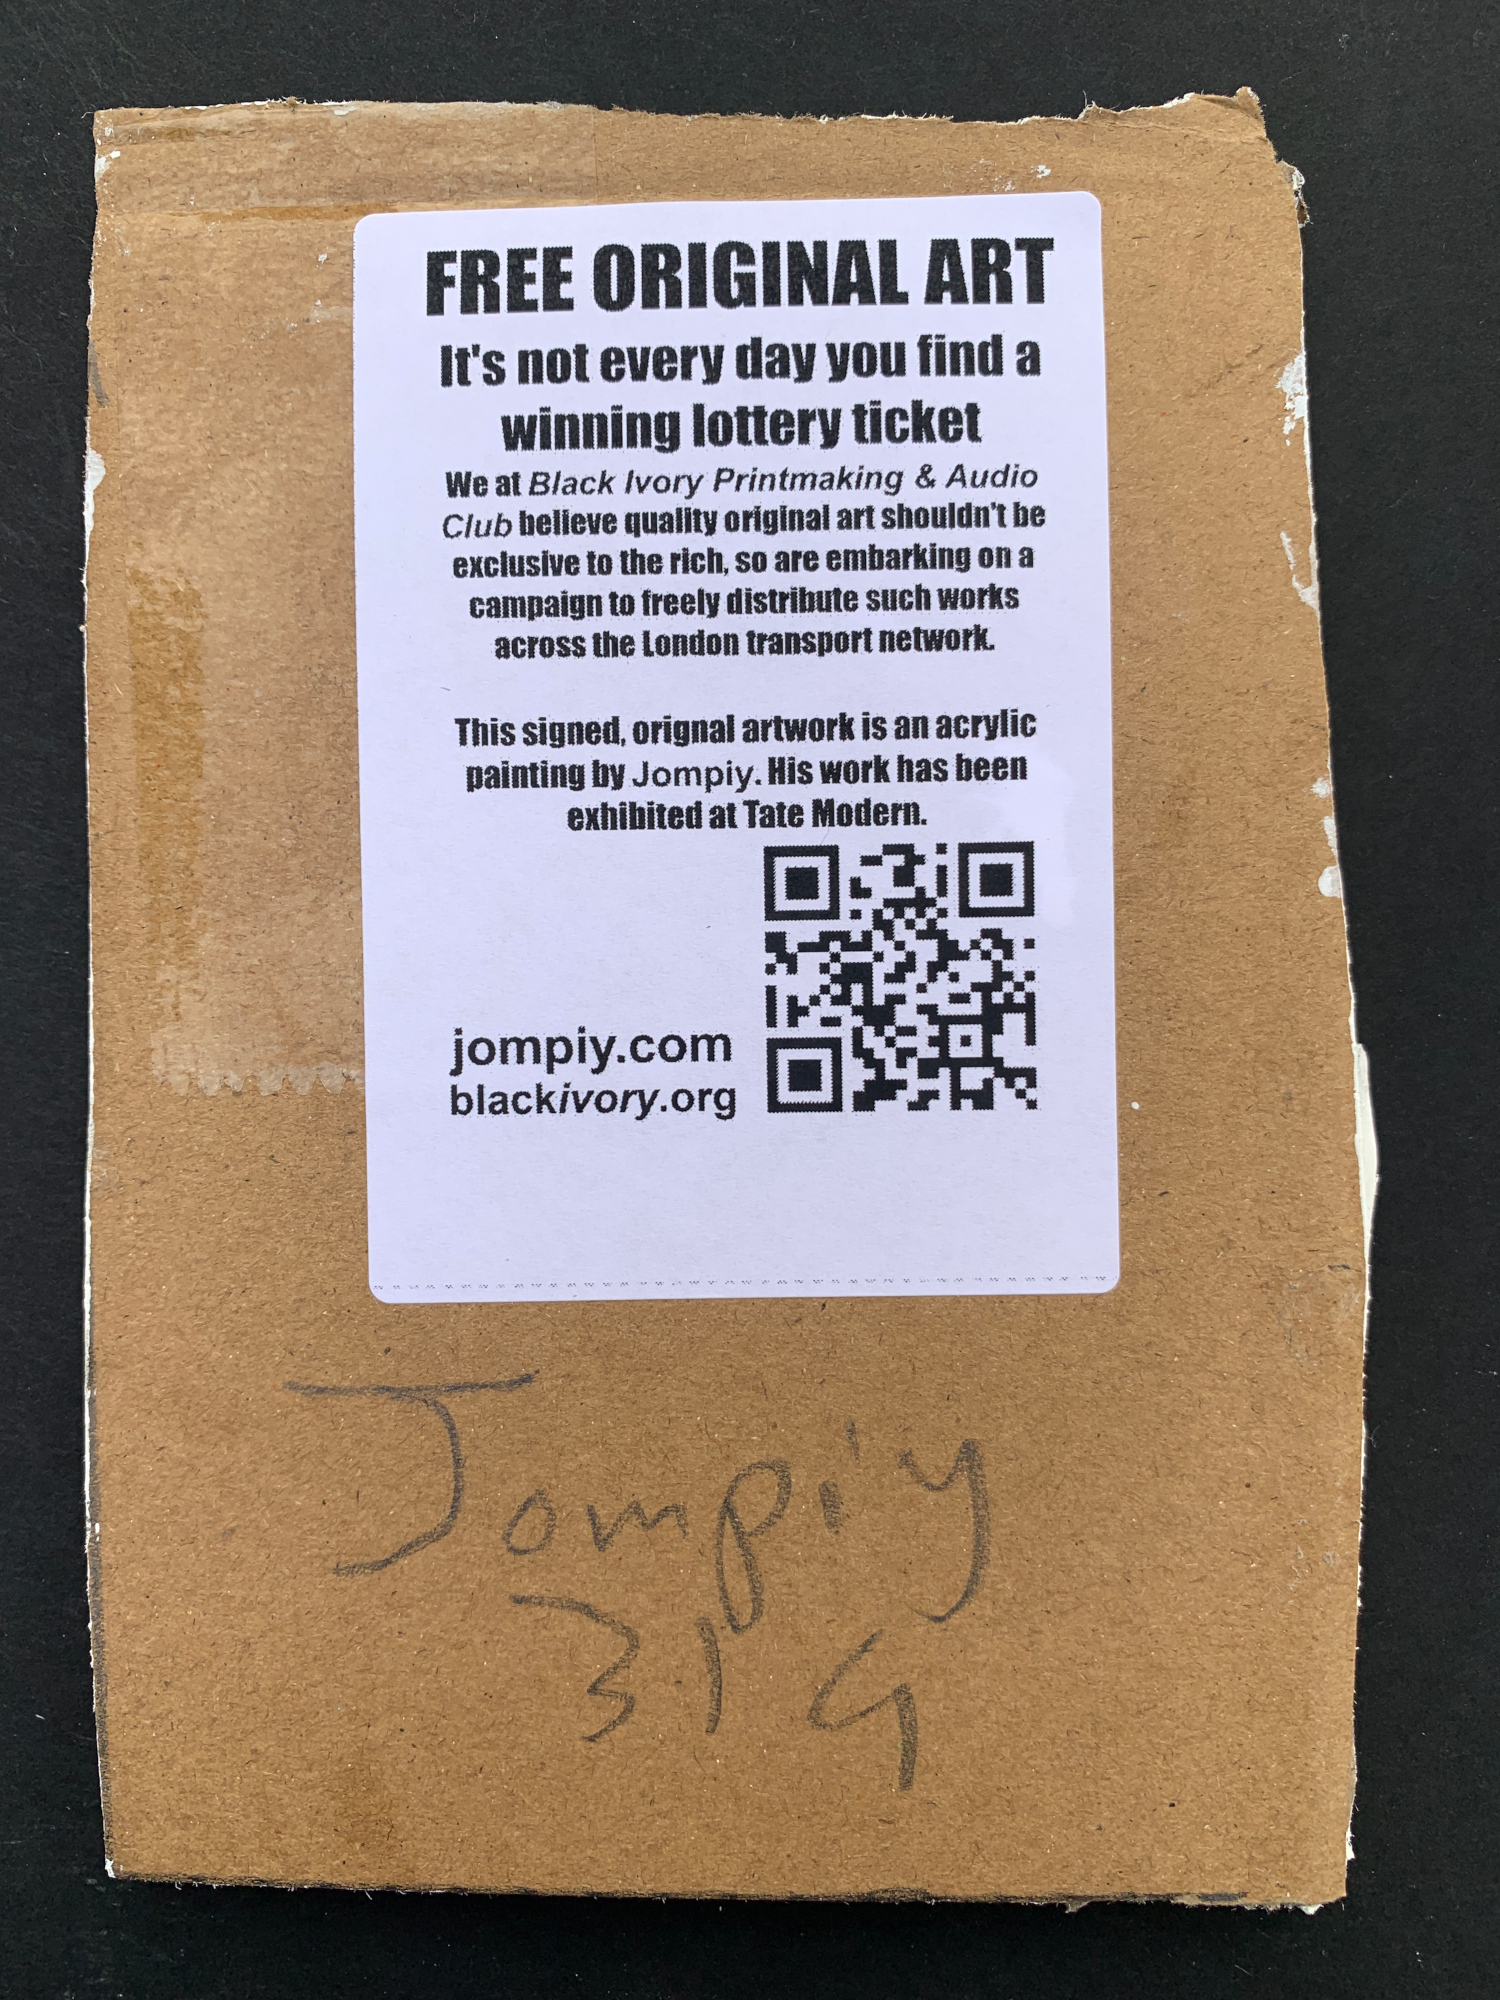 FREE ORIGINAL ART
It's not every day you find a
winning lottery ticket
We at Black Ivory Printmaking & Audio
Club believe quality original art shouldn't be
exclusive to the rich, so are embarking on a
campaign to freely distribute such works
across the London transport network.
This signed, orignal artwork is an acrylic
painting by Jompiy. His work has been
exhibited at Tate Modern.
jompiy.com
blackivory.org
Jompiy
314